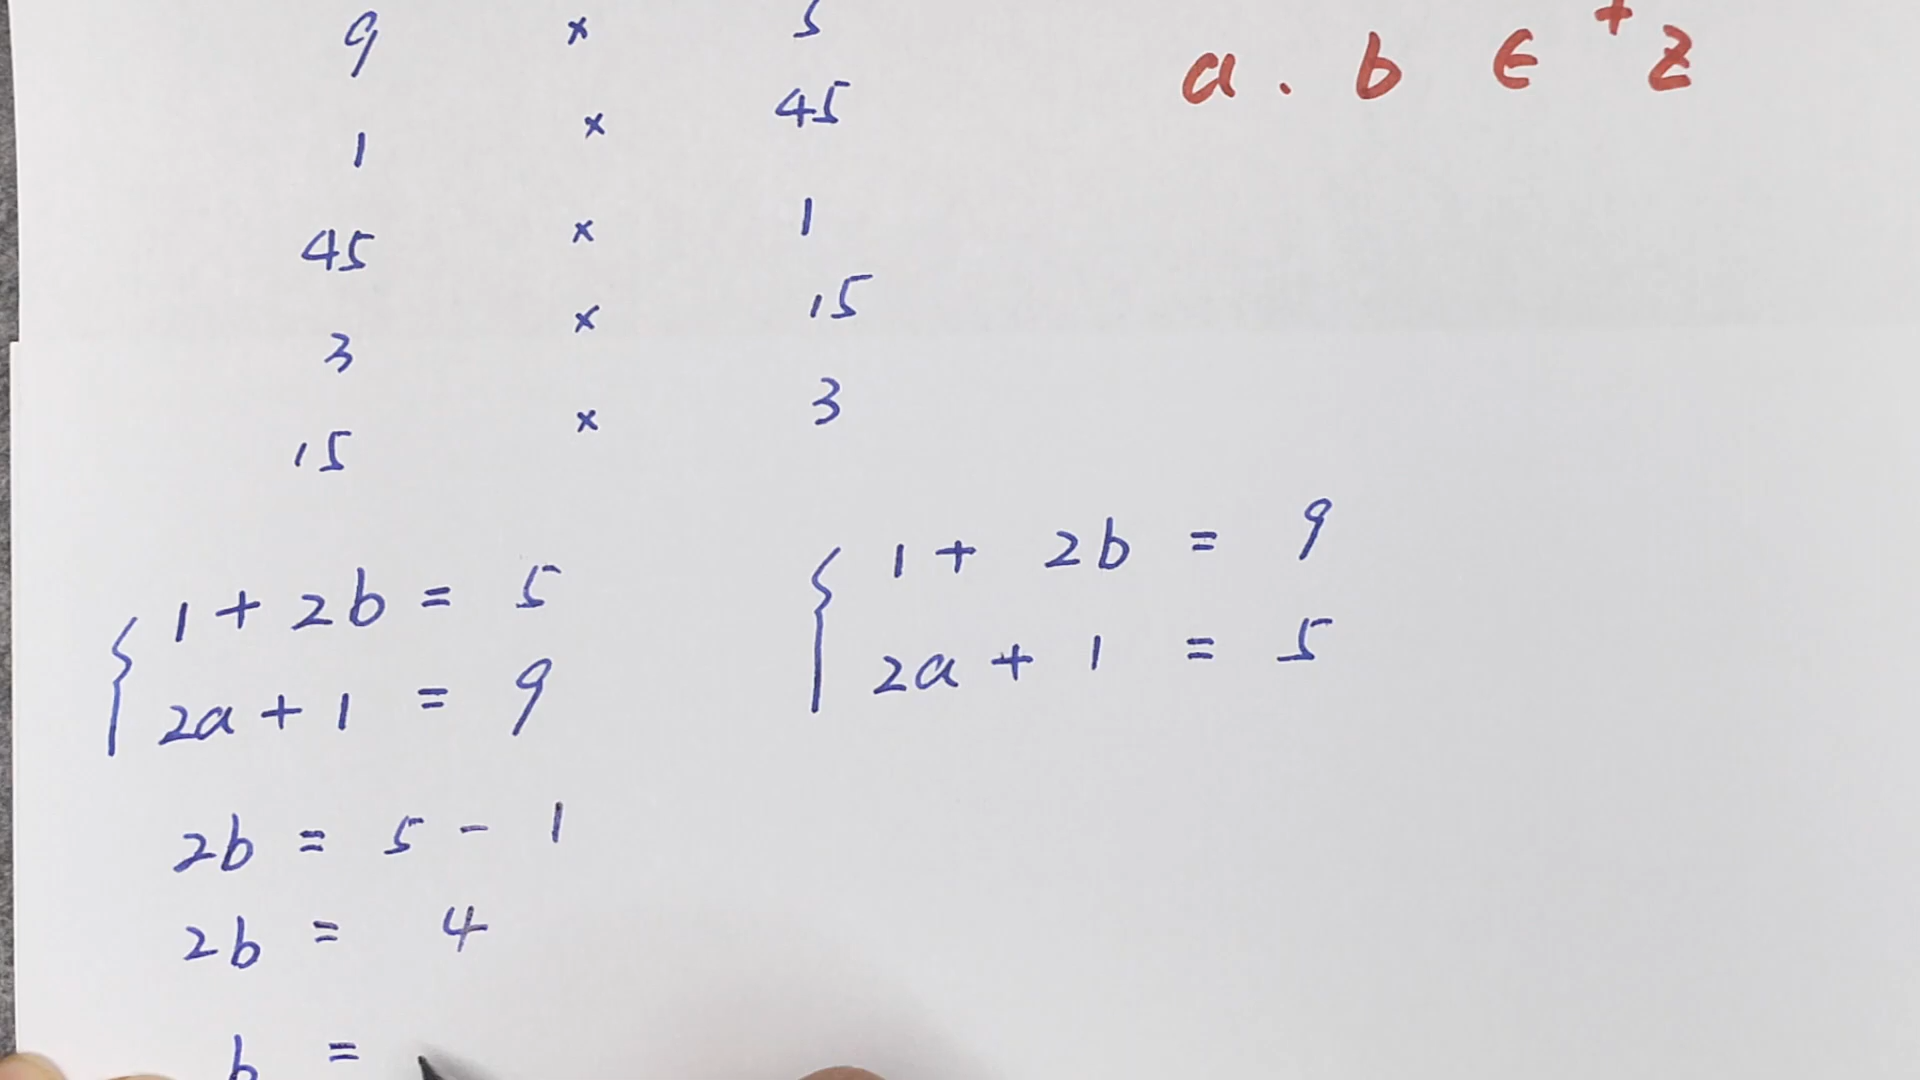 9 × 5
a . b ∈ ⁺Z
1 × 45
45 × 1
3 × 15
15 × 3
1 + 2b = 5
2a + 1 = 9
1 + 2b = 9
2a + 1 = 5
2b = 5 - 1
2b = 4
b =